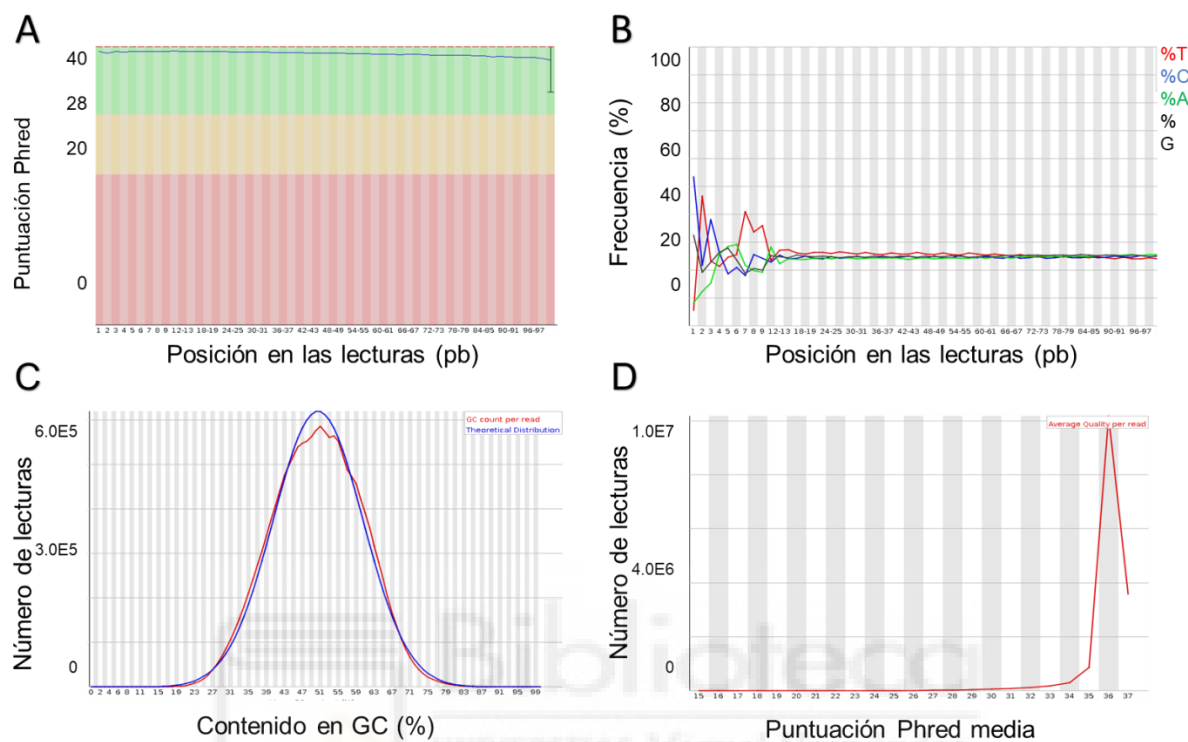 A
Puntuación Phred
40
28
20
0
1 2 3 4 5 6 7 8 9 12-13 18-19 24-25 30-31 36-37 42-43 48-49 54-55 60-61 66-67 72-73 78-79 84-85 90-91 96-97
Posición en las lecturas (pb)
B
Frecuencia (%)
100
80
60
40
20
0
%T
%C
%A
%
G
1 2 3 4 5 6 7 8 9 12-13 18-19 24-25 30-31 36-37 42-43 48-49 54-55 60-61 66-67 72-73 78-79 84-85 90-91 96-97
Posición en las lecturas (pb)
C
Número de lecturas
6.0E5
3.0E5
0
GC count per read
Theoretical Distribution
0 2 4 6 8 11 15 19 23 27 31 35 39 43 47 51 55 59 63 67 71 75 79 83 87 91 95 99
Contenido en GC (%)
D
Número de lecturas
1.0E7
4.0E6
0
Average Quality per read
15 16 17 18 19 20 21 22 23 24 25 26 27 28 29 30 31 32 33 34 35 36 37
Puntuación Phred media
Biblioteca